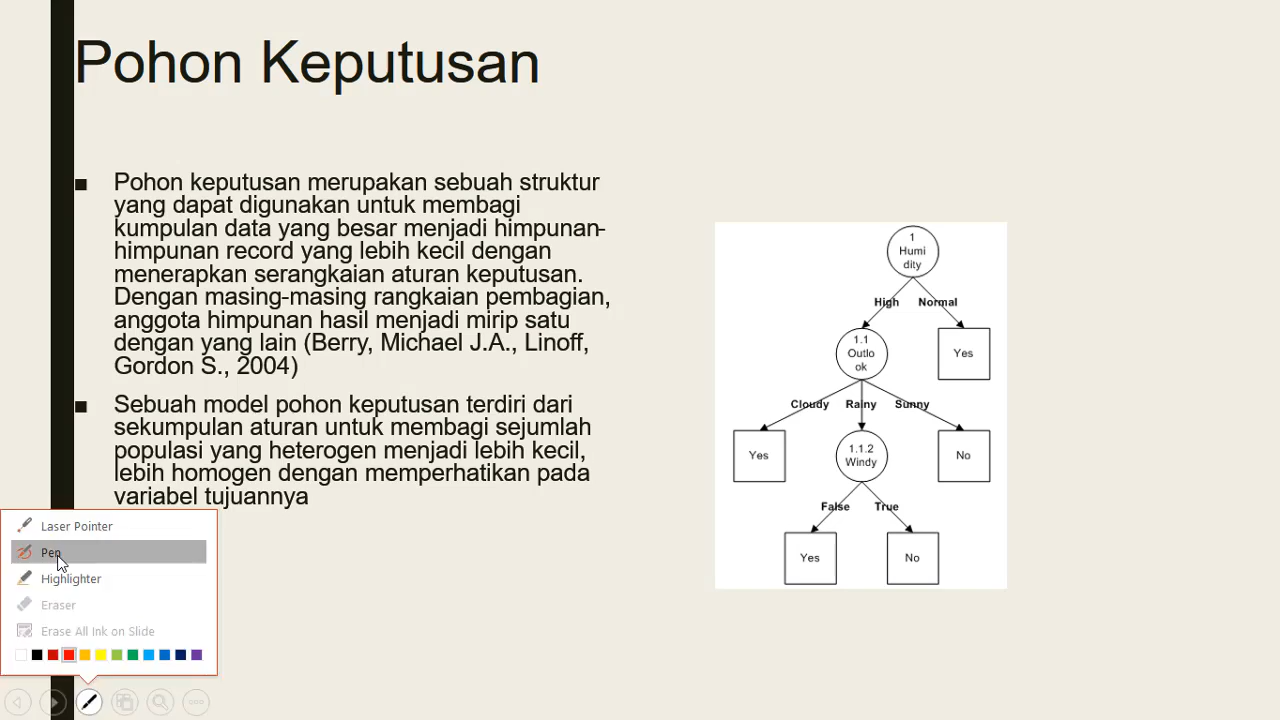 Pohon Keputusan
Pohon keputusan merupakan sebuah struktur
yang dapat digunakan untuk membagi
kumpulan data yang besar menjadi himpunan-
himpunan record yang lebih kecil dengan
menerapkan serangkaian aturan keputusan.
Dengan masing-masing rangkaian pembagian,
anggota himpunan hasil menjadi mirip satu
dengan yang lain (Berry, Michael J.A., Linoff,
Gordon S., 2004)
Sebuah model pohon keputusan terdiri dari
sekumpulan aturan untuk membagi sejumlah
populasi yang heterogen menjadi lebih kecil,
lebih homogen dengan memperhatikan pada
variabel tujuannya
1
Humi
dity
High Normal
1.1
Outlo
ok
Yes
Cloudy Rainy Sunny
Yes
1.1.2
Windy
No
False True
Yes
No
Laser Pointer
Pen
Highlighter
Eraser
Erase All Ink on Slide